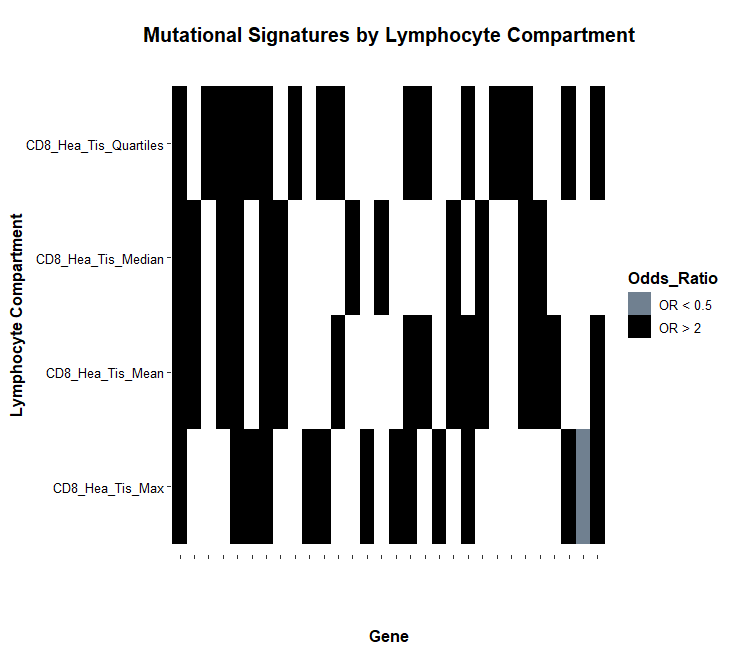 Mutational Signatures by Lymphocyte Compartment
CD8_Hea_Tis_Quartiles
CD8_Hea_Tis_Median
CD8_Hea_Tis_Mean
CD8_Hea_Tis_Max
Lymphocyte Compartment
Gene
Odds_Ratio
OR < 0.5
OR > 2